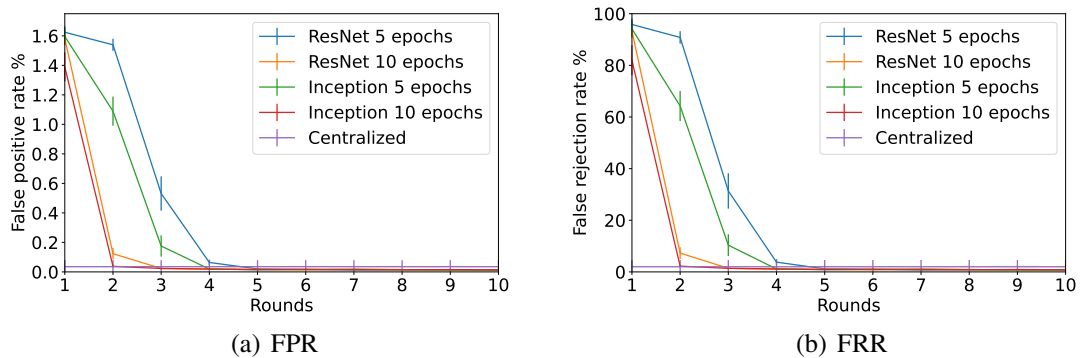 False positive rate %
1.6
1.4
1.2
1.0
0.8
0.6
0.4
0.2
0.0
ResNet 5 epochs
ResNet 10 epochs
Inception 5 epochs
Inception 10 epochs
Centralized
1 2 3 4 5 6 7 8 9 10
Rounds
(a) FPR
False rejection rate %
100
80
60
40
20
0
ResNet 5 epochs
ResNet 10 epochs
Inception 5 epochs
Inception 10 epochs
Centralized
1 2 3 4 5 6 7 8 9 10
Rounds
(b) FRR